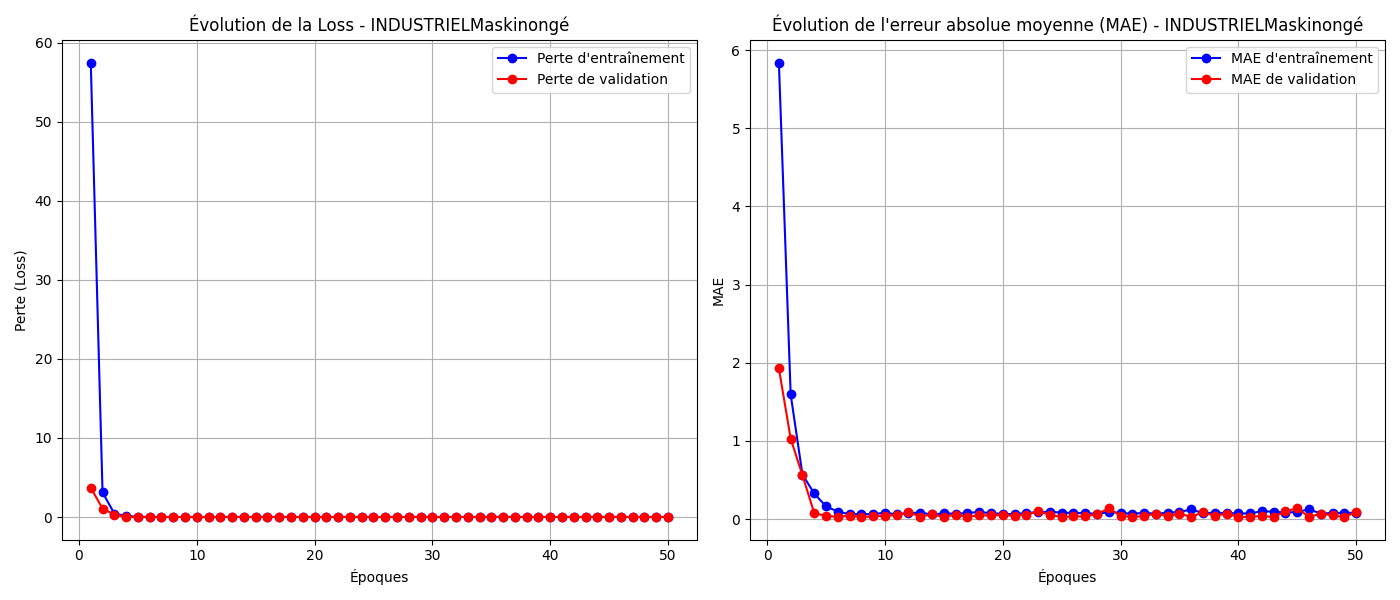 Évolution de la Loss - INDUSTRIELMaskinongé
Perte d'entraînement
Perte de validation
60
50
40
30
20
10
0
Perte (Loss)
0 10 20 30 40 50
Époques
Évolution de l'erreur absolue moyenne (MAE) - INDUSTRIELMaskinongé
MAE d'entraînement
MAE de validation
6
5
4
3
2
1
0
MAE
0 10 20 30 40 50
Époques